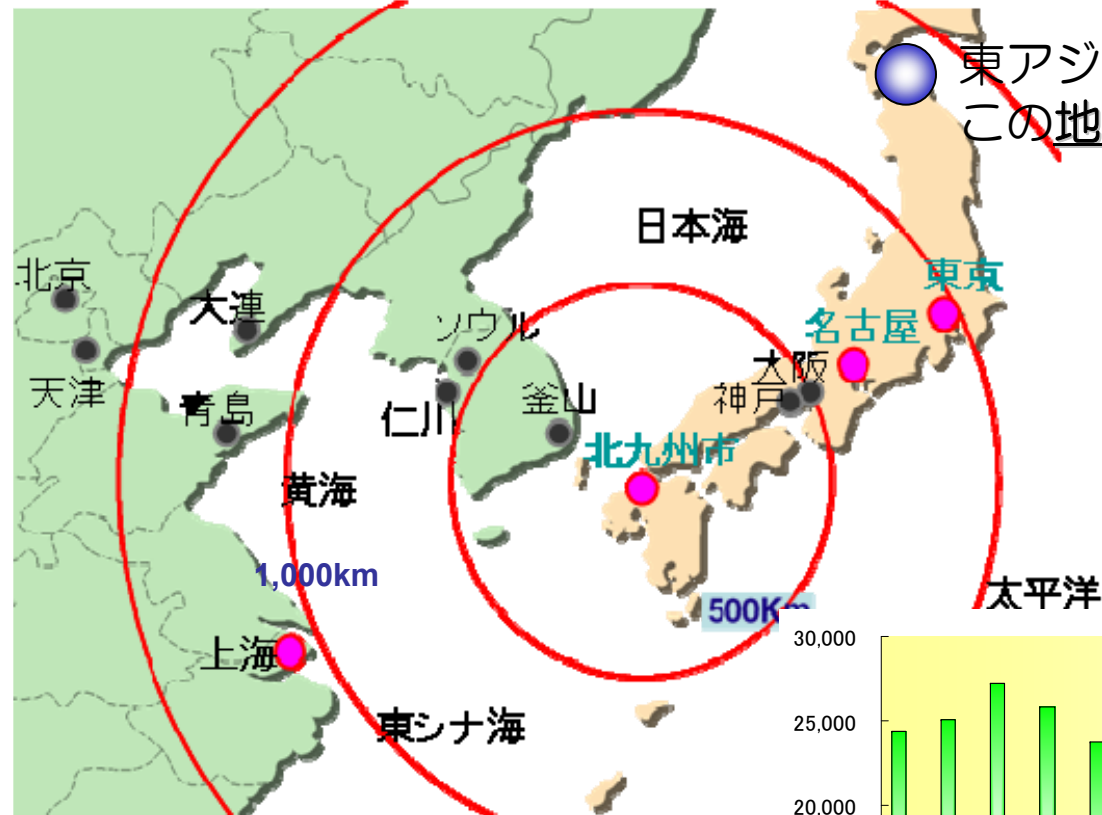 東アジ
この地
日本海
北京
大連
東京
ソウル
名古屋
大阪
天津
神戸
釜山
青島
仁川
北九州市
黄海
1,000km
太平洋
500Km
上海
東シナ海
30,000
25,000
20,000